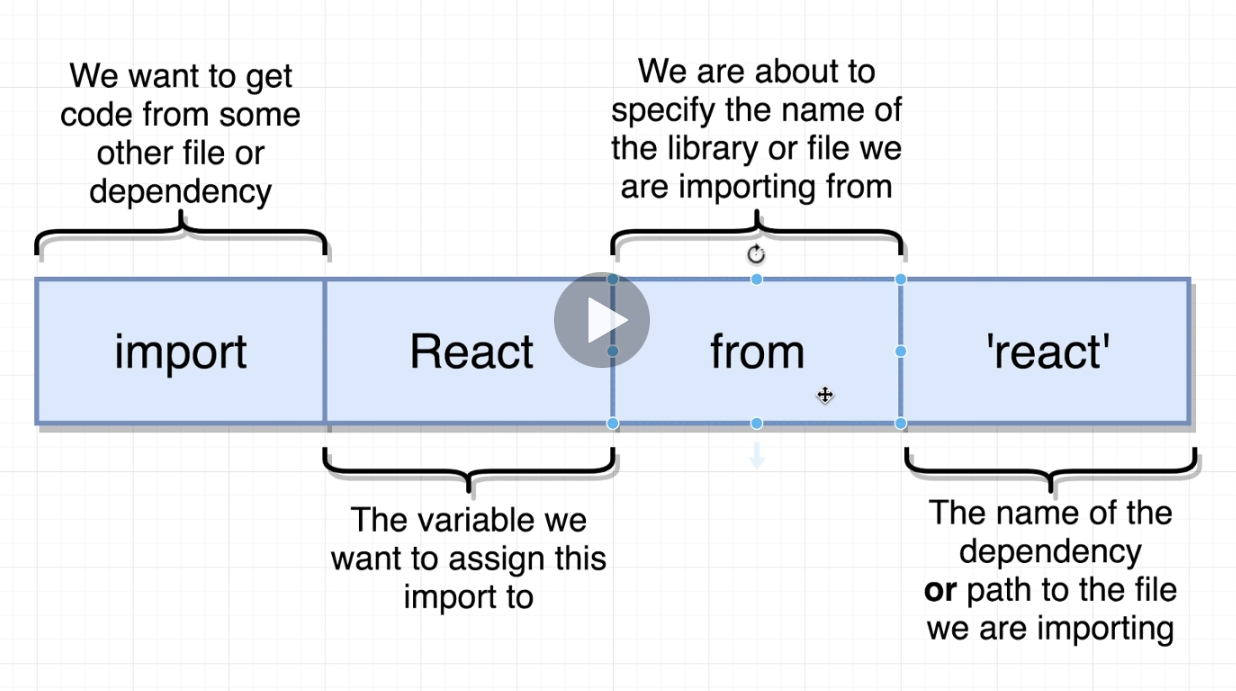 We want to get
code from some
other file or
dependency
We are about to
specify the name of
the library or file we
are importing from
import
React
from
'react'
The variable we
want to assign this
import to
The name of the
dependency
or path to the file
we are importing